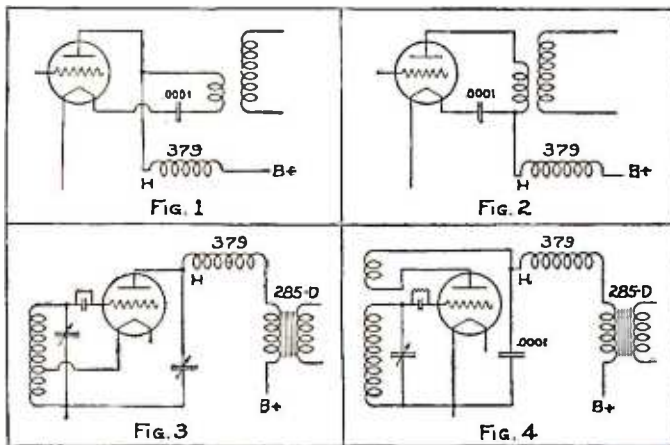 .0001
379
H
B+
FIG. 1
.0001
379
H
B+
FIG. 2
379
H
285-D
B+
FIG. 3
379
H
.0001
285-D
B+
FIG. 4